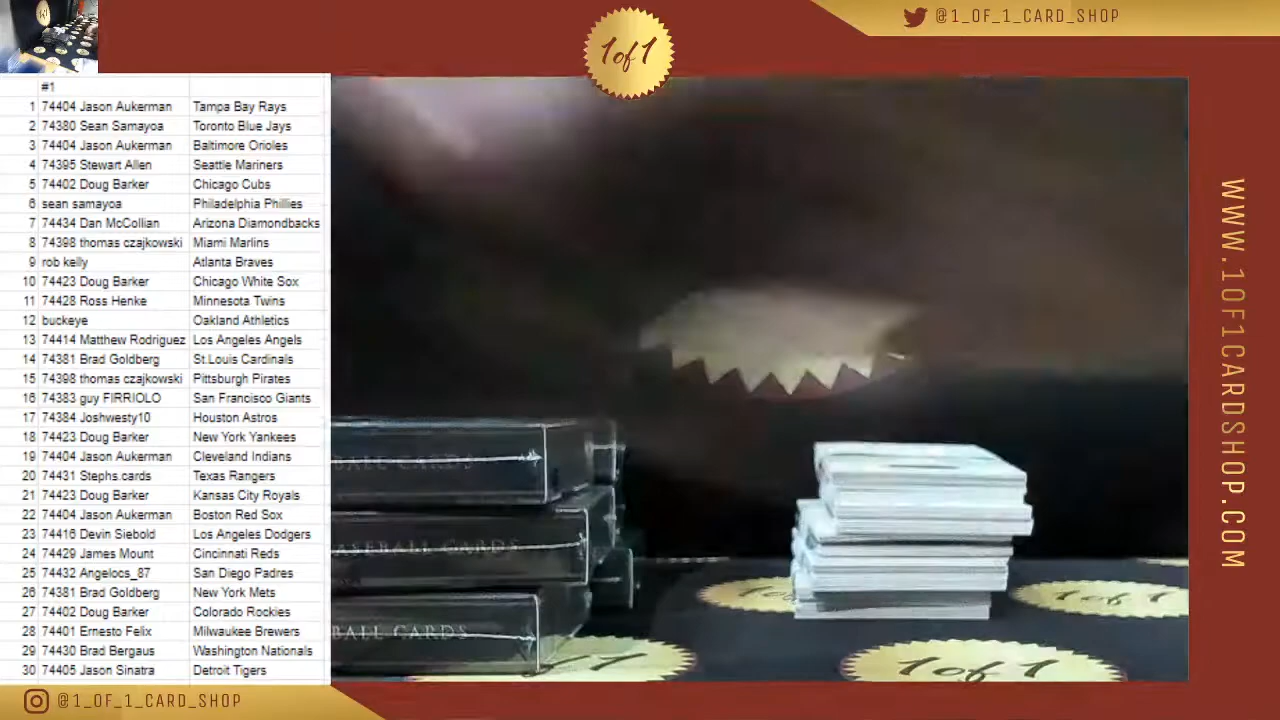 @1_OF_1_CARD_SHOP
1of1
#1
1 74404 Jason Aukerman Tampa Bay Rays
2 74380 Sean Samayoa Toronto Blue Jays
3 74404 Jason Aukerman Baltimore Orioles
4 74395 Stewart Allen Seattle Mariners
5 74402 Doug Barker Chicago Cubs
6 sean samayoa Philadelphia Phillies
7 74434 Dan McCollian Arizona Diamondbacks
8 74398 thomas czajkowski Miami Marlins
9 rob kelly Atlanta Braves
10 74423 Doug Barker Chicago White Sox
11 74428 Ross Henke Minnesota Twins
12 buckeye Oakland Athletics
13 74414 Matthew Rodriguez Los Angeles Angels
14 74381 Brad Goldberg St.Louis Cardinals
15 74398 thomas czajkowski Pittsburgh Pirates
16 74383 guy FIRRIOLO San Francisco Giants
17 74384 Joshwesty10 Houston Astros
18 74423 Doug Barker New York Yankees
19 74404 Jason Aukerman Cleveland Indians
20 74431 Stephs.cards Texas Rangers
21 74423 Doug Barker Kansas City Royals
22 74404 Jason Aukerman Boston Red Sox
23 74416 Devin Siebold Los Angeles Dodgers
24 74429 James Mount Cincinnati Reds
25 74432 Angelocs_87 San Diego Padres
26 74381 Brad Goldberg New York Mets
27 74402 Doug Barker Colorado Rockies
28 74401 Ernesto Felix Milwaukee Brewers
29 74430 Brad Bergaus Washington Nationals
30 74405 Jason Sinatra Detroit Tigers
BALL CARDS
ASEBALL CARDS
BALL CARDS
1of1
1of1
WWW.1OF1CARDSHOP.COM
@1_OF_1_CARD_SHOP